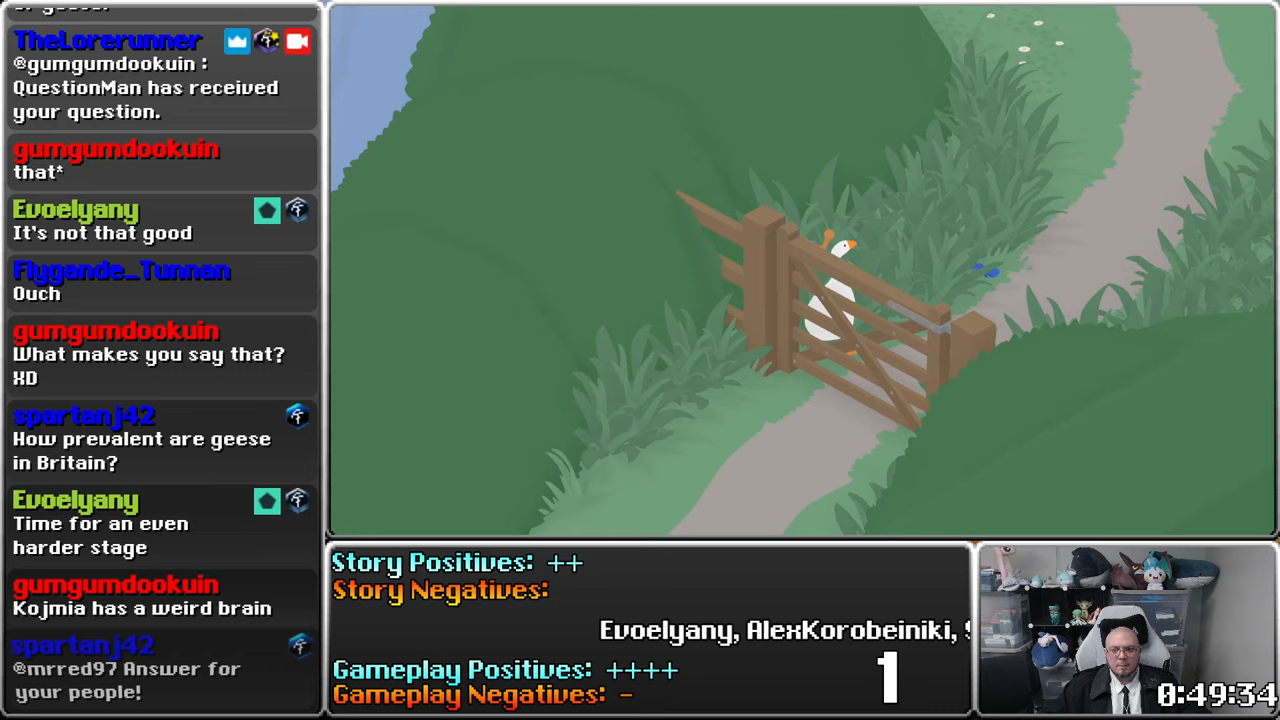 TheLorerunner
@gumgumdookuin :
QuestionMan has received
your question.
gumgumdookuin
that*
Evoelyany
It's not that good
Flygande_Tunnan
Ouch
gumgumdookuin
What makes you say that?
XD
spartanj42
How prevalent are geese
in Britain?
Evoelyany
Time for an even
harder stage
gumgumdookuin
Kojmia has a weird brain
spartanj42
@mrred97 Answer for
your people!
Story Positives: ++
Story Negatives:
Evoelyany, AlexKorobeiniki,
Gameplay Positives: ++++
Gameplay Negatives: -
1
0:49:34